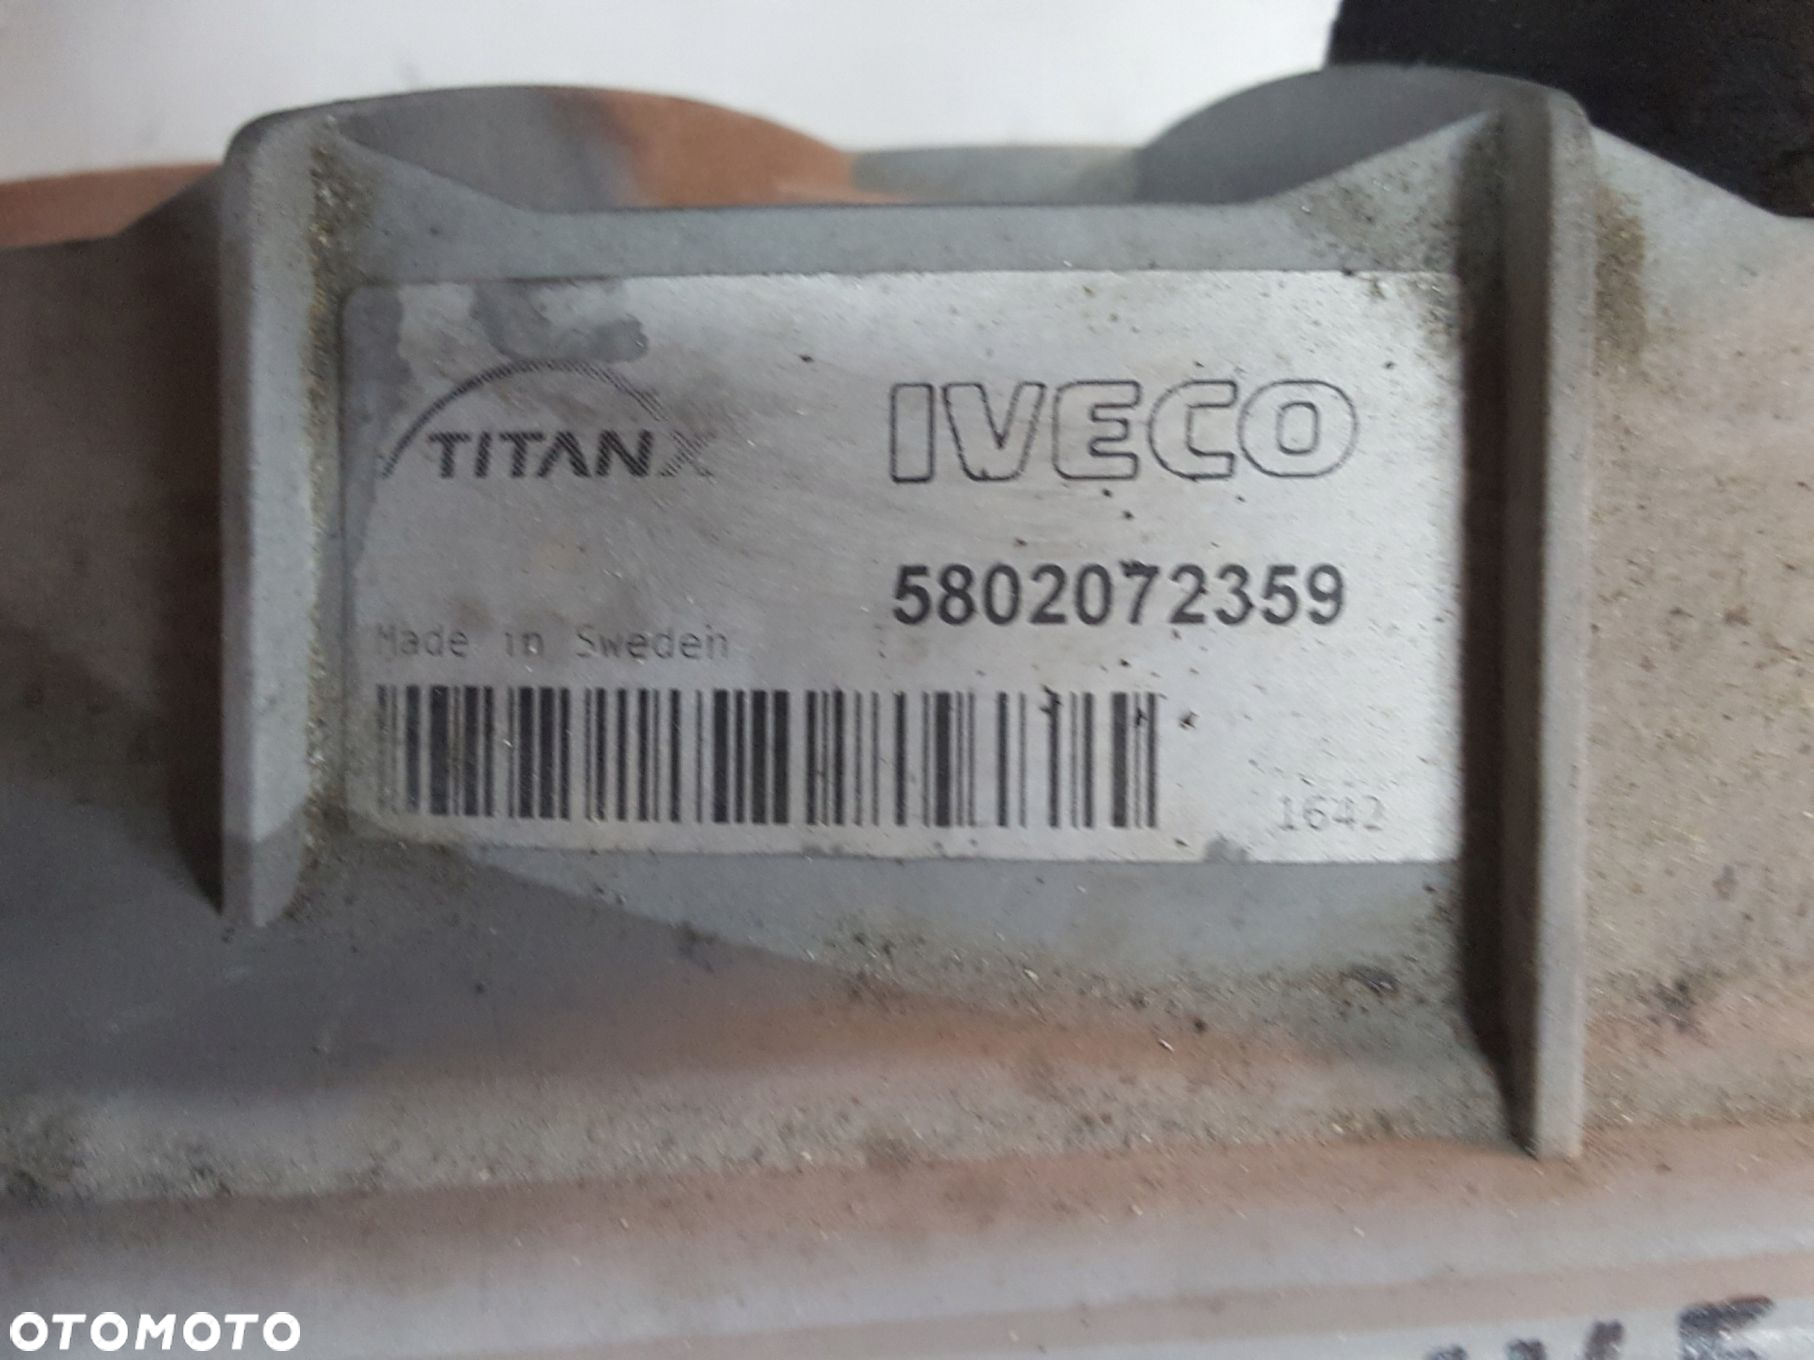 TITANX IVECO
5802072359
Made in Sweden
1642
OTOMOTO